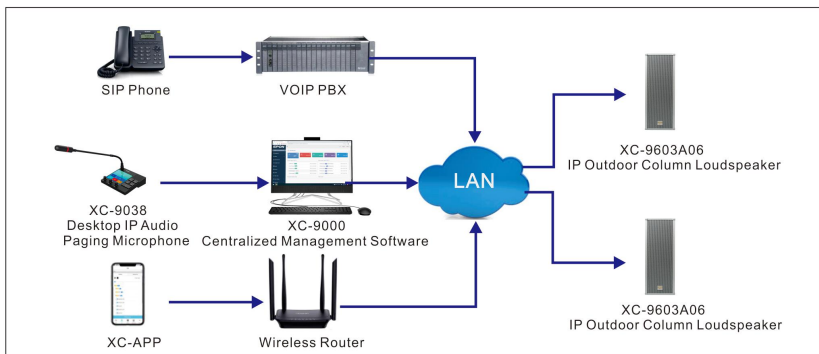 SIP Phone
VOIP PBX
XC-9603A06
IP Outdoor Column Loudspeaker
LAN
XC-9038
Desktop IP Audio
Paging Microphone
XC-9000
Centralized Management Software
XC-9603A06
IP Outdoor Column Loudspeaker
XC-APP
Wireless Router